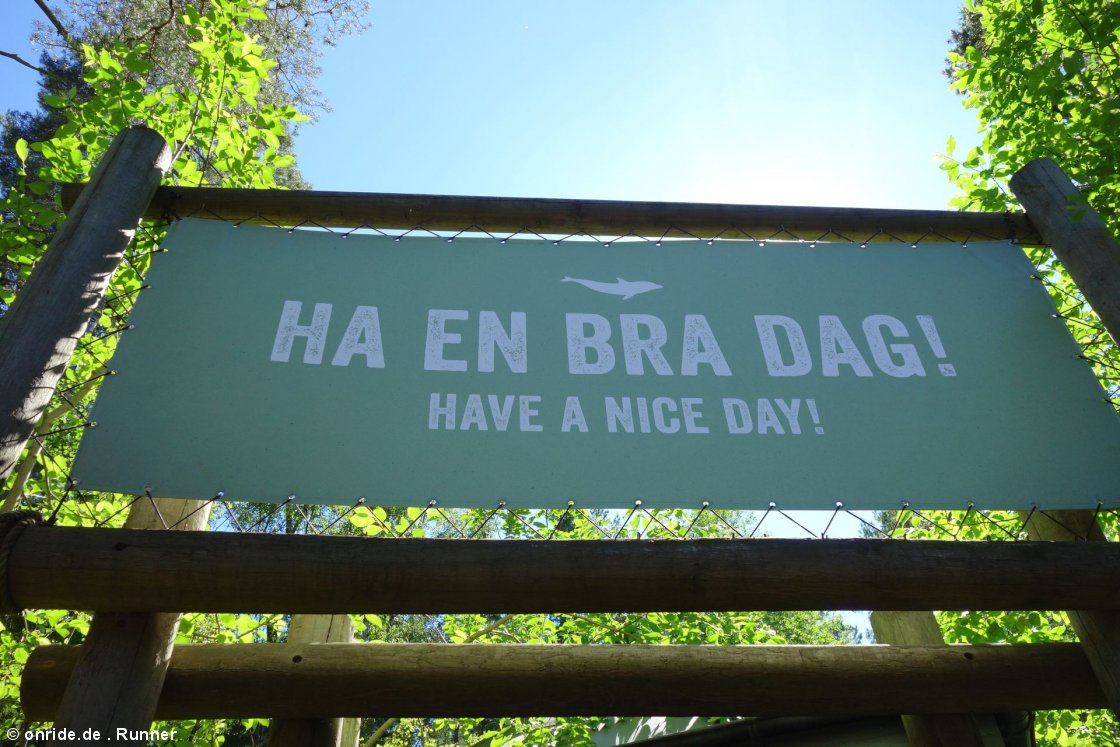 HA EN BRA DAG!
HAVE A NICE DAY!
© onride.de . Runner